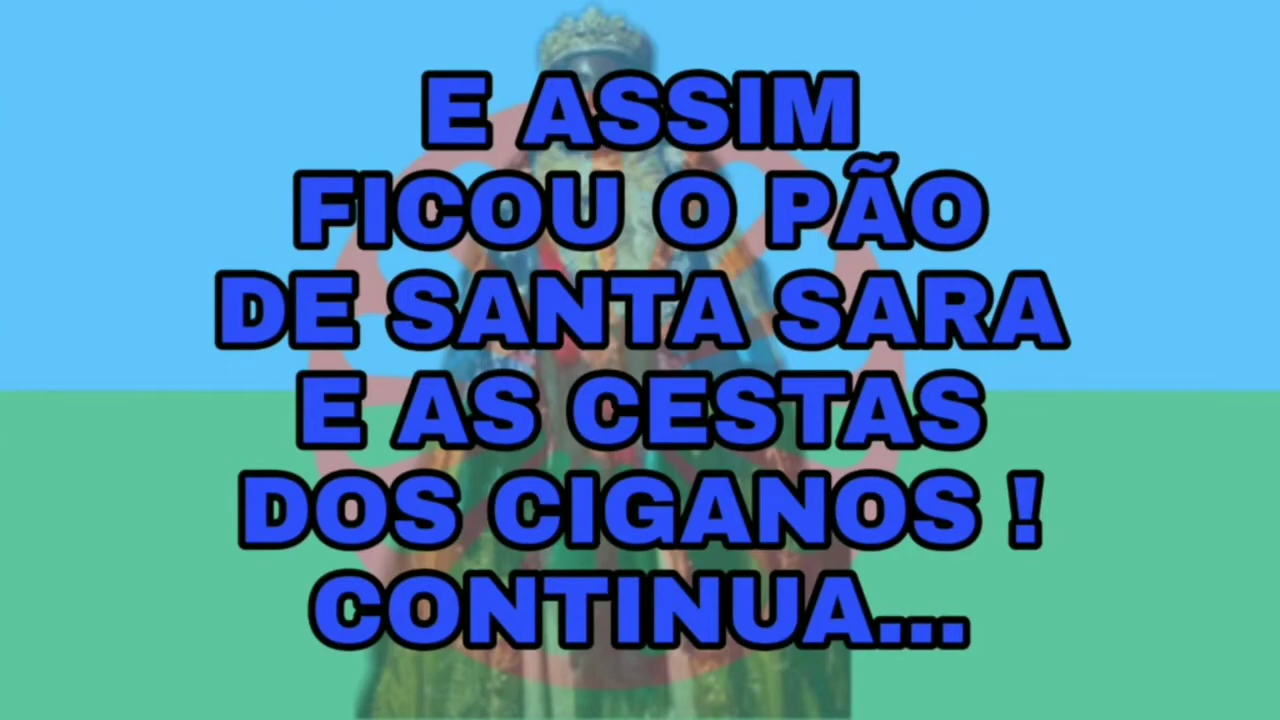 E ASSIM
FICOU O PÃO
DE SANTA SARA
E AS CESTAS
DOS CIGANOS !
CONTINUA...